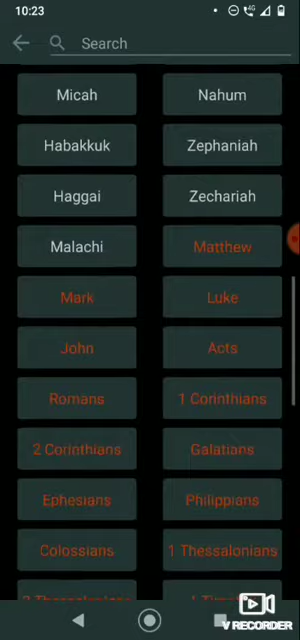 10:23
4G
Search
Micah
Nahum
Habakkuk
Zephaniah
Haggai
Zechariah
Malachi
Matthew
Mark
Luke
John
Acts
Romans
1 Corinthians
2 Corinthians
Galatians
Ephesians
Philippians
Colossians
1 Thessalonians
V RECORDER